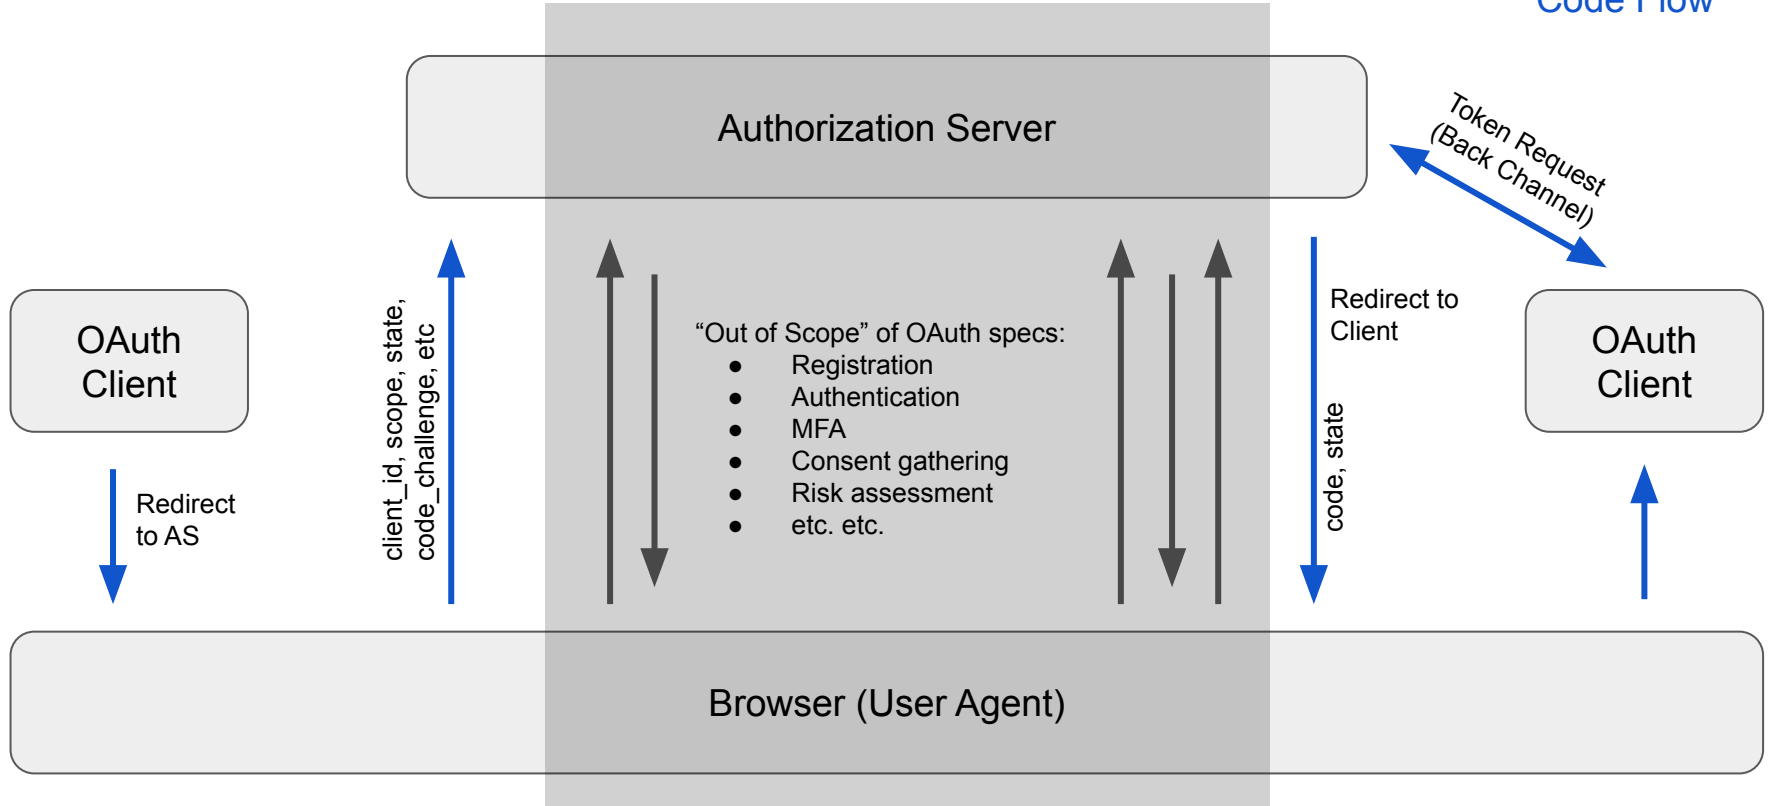 Code Flow
Authorization Server
Token Request
(Back Channel)
OAuth
Client
Redirect
to AS
client_id, scope, state,
code_challenge, etc
“Out of Scope” of OAuth specs:
● Registration
● Authentication
● MFA
● Consent gathering
● Risk assessment
● etc. etc.
Redirect to
Client
code, state
OAuth
Client
Browser (User Agent)